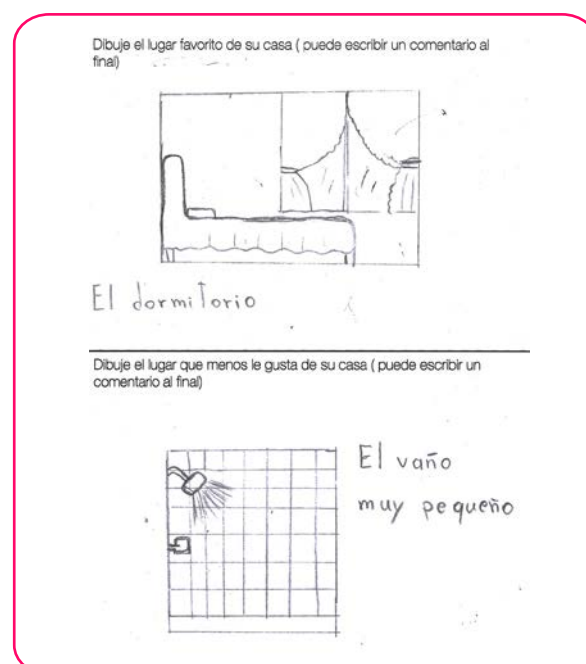 Dibuje el lugar favorito de su casa ( puede escribir un comentario al
final)
El dormitorio
Dibuje el lugar que menos le gusta de su casa ( puede escribir un
comentario al final)
El vaño
muy pequeño